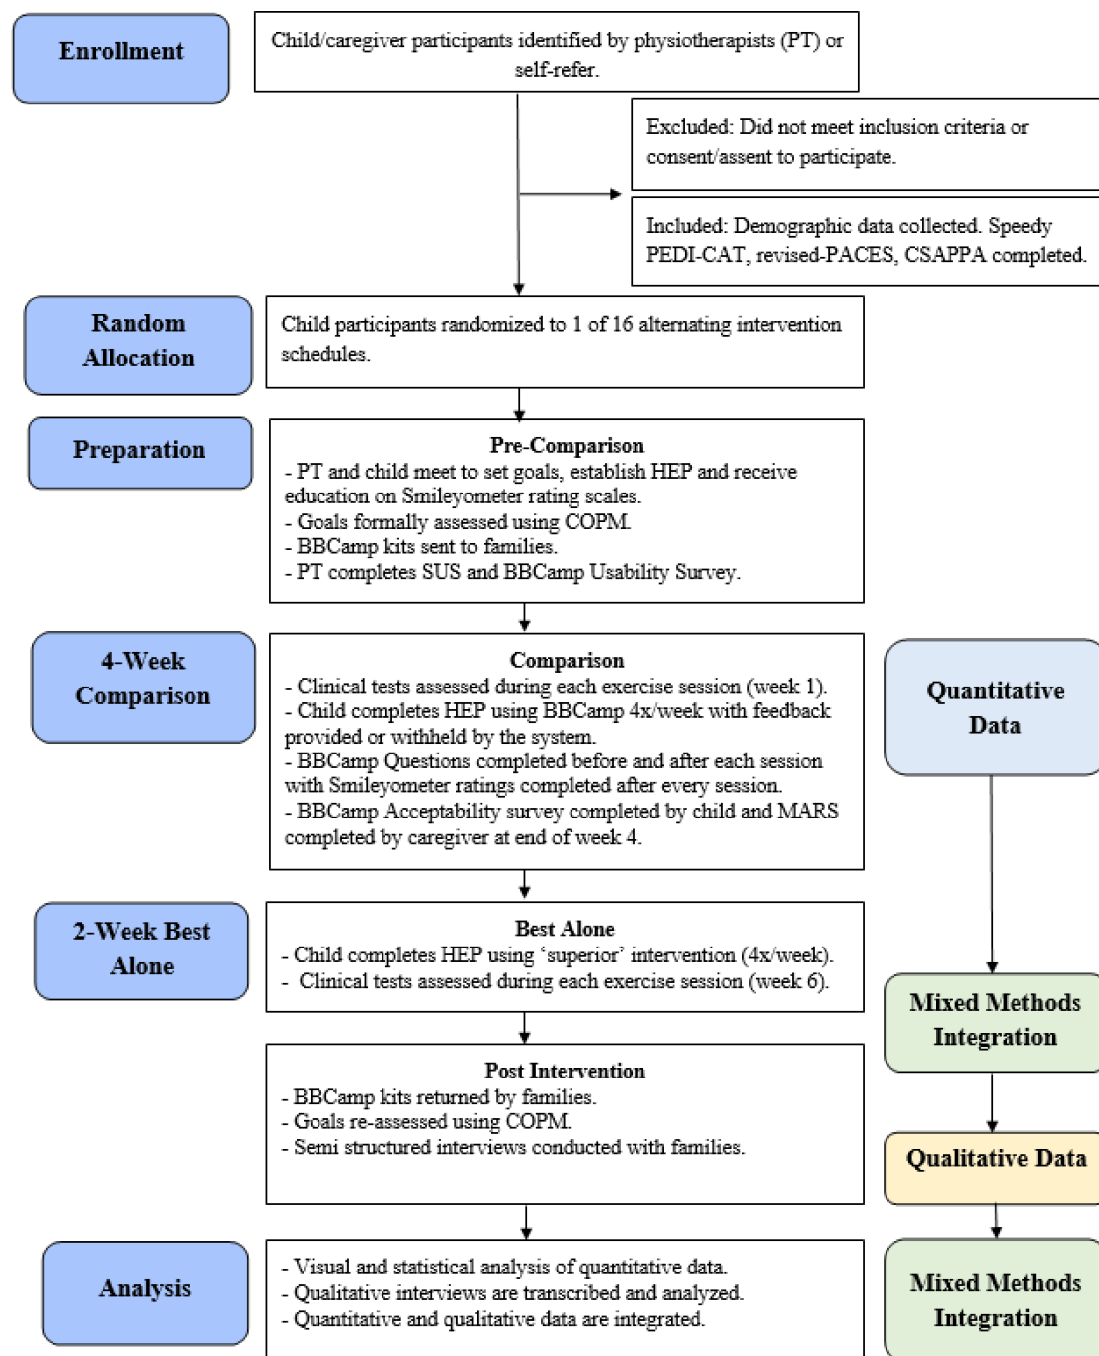 Enrollment
Child/caregiver participants identified by physiotherapists (PT) or
self-refer.
Excluded: Did not meet inclusion criteria or
consent/assent to participate.
Included: Demographic data collected. Speedy
PEDI-CAT, revised-PACES, CSAPPA completed.
Random
Allocation
Child participants randomized to 1 of 16 alternating intervention
schedules.
Preparation
Pre-Comparison
- PT and child meet to set goals, establish HEP and receive
education on Smileyometer rating scales.
- Goals formally assessed using COPM.
- BBCamp kits sent to families.
- PT completes SUS and BBCamp Usability Survey.
4-Week
Comparison
Comparison
- Clinical tests assessed during each exercise session (week 1).
- Child completes HEP using BBCamp 4x/week with feedback
provided or withheld by the system.
- BBCamp Questions completed before and after each session
with Smileyometer ratings completed after every session.
- BBCamp Acceptability survey completed by child and MARS
completed by caregiver at end of week 4.
Quantitative
Data
2-Week Best
Alone
Best Alone
- Child completes HEP using ‘superior’ intervention (4x/week).
- Clinical tests assessed during each exercise session (week 6).
Mixed Methods
Integration
Post Intervention
- BBCamp kits returned by families.
- Goals re-assessed using COPM.
- Semi structured interviews conducted with families.
Qualitative Data
Analysis
- Visual and statistical analysis of quantitative data.
- Qualitative interviews are transcribed and analyzed.
- Quantitative and qualitative data are integrated.
Mixed Methods
Integration